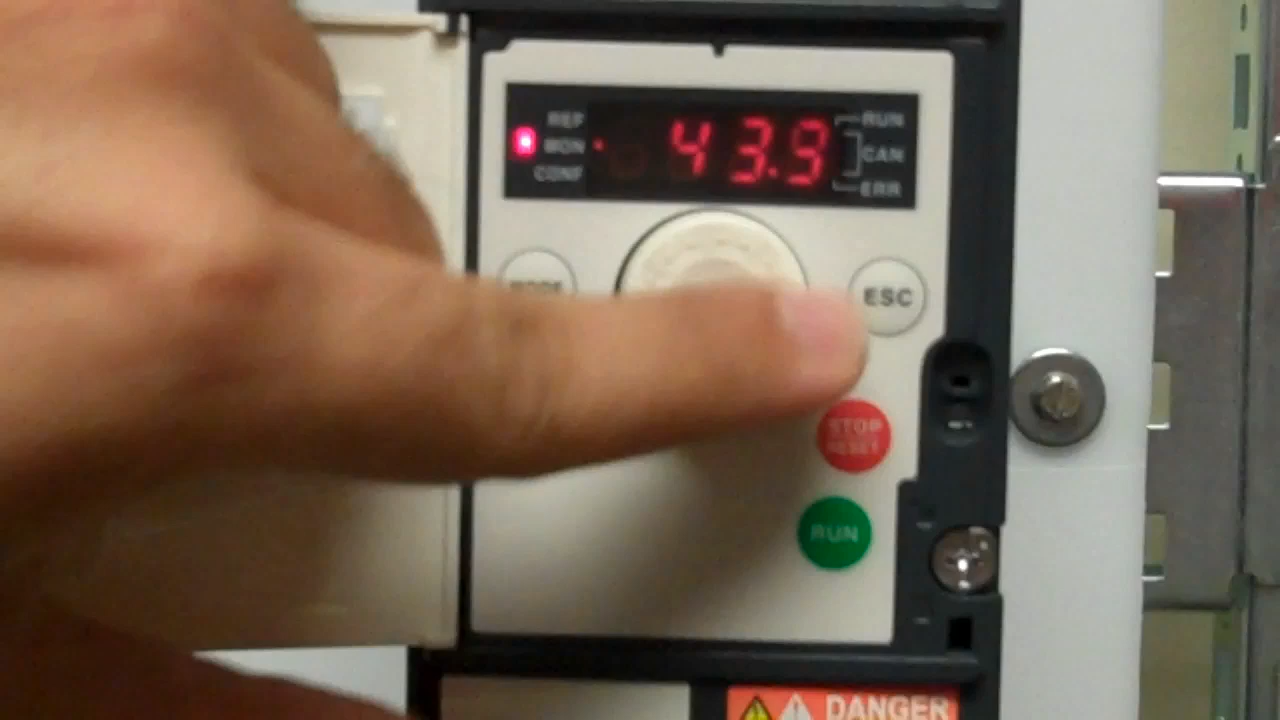 REF
MON
CONF
43.9
RUN
CAN
ERR
MODE
ESC
STOP
RESET
RUN
DANGER